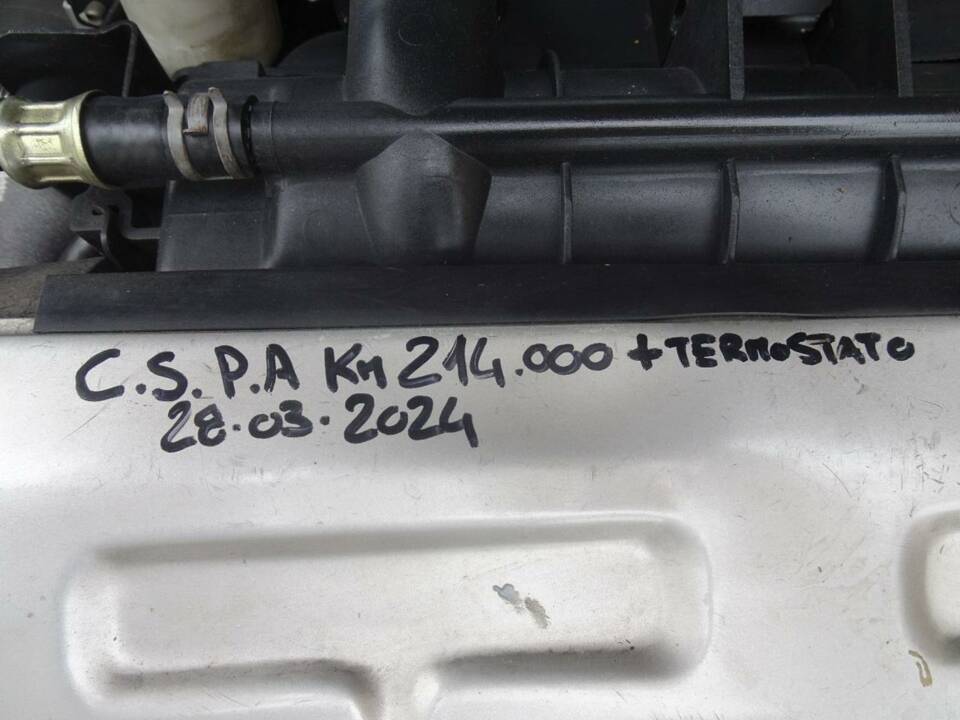 C.S.P.A KM 214.000 + TERMOSTATO
28.03.2024